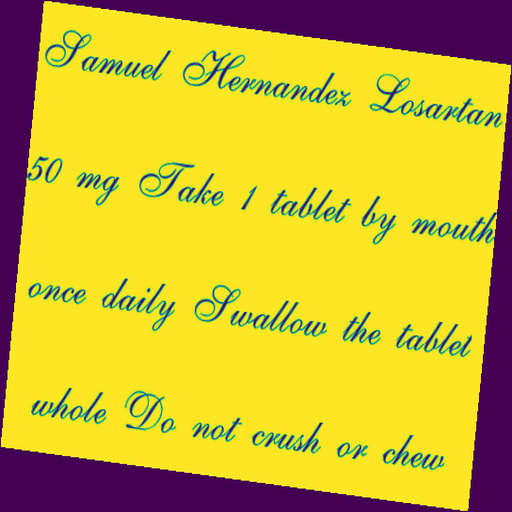 Samuel Hernandez Losartan
50 mg Take 1 tablet by mouth
once daily Swallow the tablet
whole Do not crush or chew